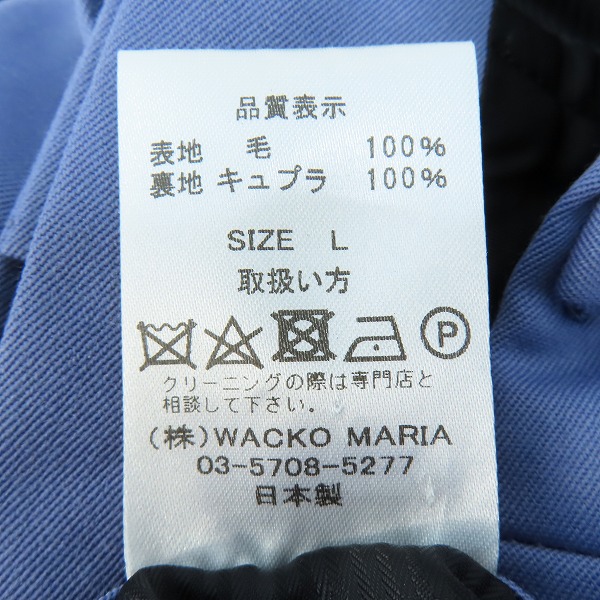 品質表示
表地 毛 100%
裏地 キュプラ 100%
SIZE L
取扱い方
P
クリーニングの際は専門店と
相談して下さい。
(株)WACKO MARIA
03-5708-5277
日本製